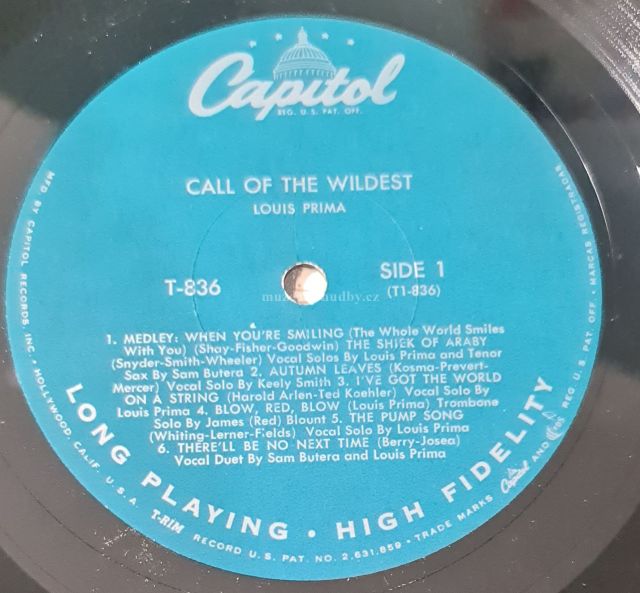 Capitol
REG. U.S. PAT. OFF.
CALL OF THE WILDEST
LOUIS PRIMA
T-836
SIDE 1
(T1-836)
1. MEDLEY: WHEN YOU'RE SMILING (The Whole World Smiles
With You) (Shay-Fisher-Goodwin) THE SHIEK OF ARABY
(Snyder-Smith-Wheeler) Vocal Solos By Louis Prima and Tenor
Sax By Sam Butera 2. AUTUMN LEAVES (Kosma-Prevert-
Mercer) Vocal Solo By Keely Smith 3. I'VE GOT THE WORLD
ON A STRING (Harold Arlen-Ted Koehler) Vocal Solo By
Louis Prima 4. BLOW, RED, BLOW (Louis Prima) Trombone
Solo By James (Red) Blount 5. THE PUMP SONG
(Whiting-Lerner-Fields) Vocal Solo By Louis Prima
6. THERE'LL BE NO NEXT TIME (Berry-Josea)
Vocal Duet By Sam Butera and Louis Prima
LONG PLAYING • HIGH FIDELITY
MFD BY CAPITOL RECORDS, INC. • HOLLYWOOD, CALIF. U.S.A. T-RIM RECORD U.S. PAT. NO. 2,631,859 • TRADE MARKS Capitol AND REG. U.S. PAT. OFF. • MARCAS REGISTRADAS